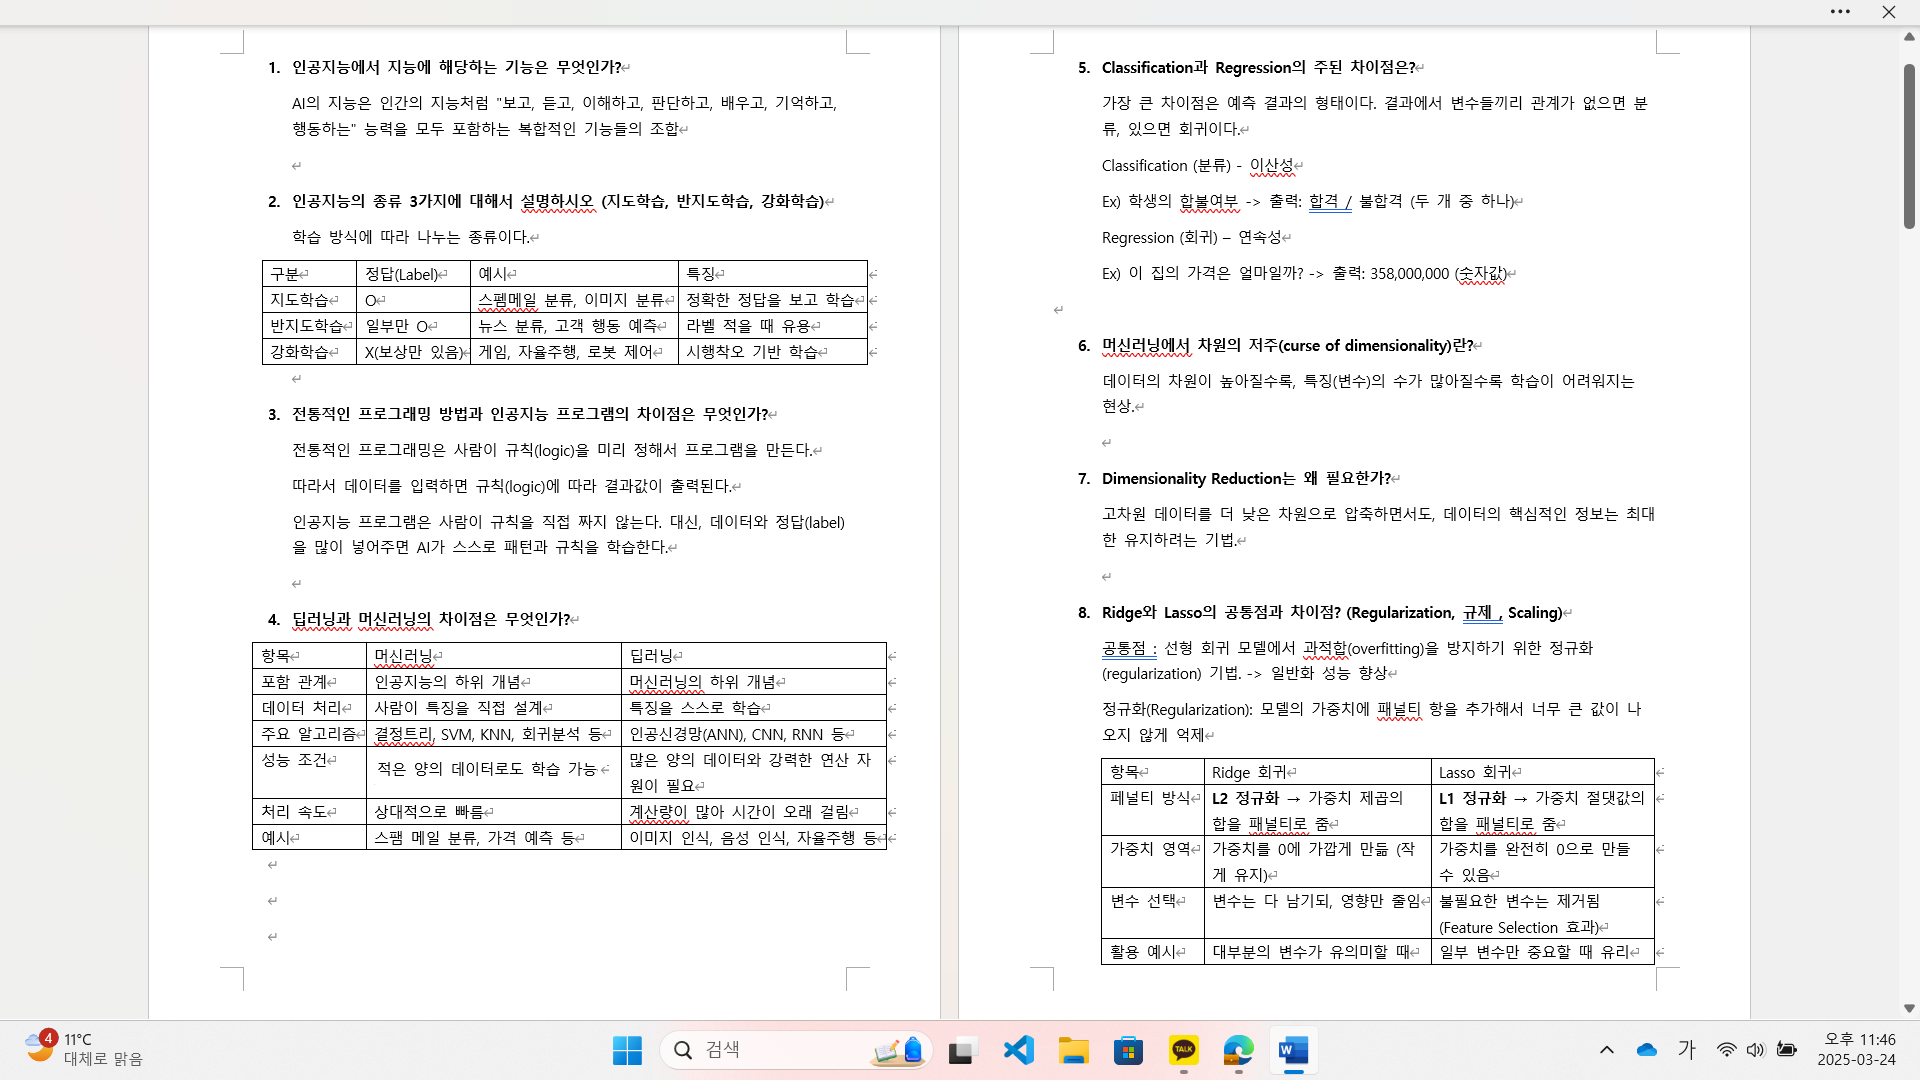 1. 인공지능에서 지능에 해당하는 기능은 무엇인가?
AI의 지능은 인간의 지능처럼 "보고, 듣고, 이해하고, 판단하고, 배우고, 기억하고,
행동하는" 능력을 모두 포함하는 복합적인 기능들의 조합
2. 인공지능의 종류 3가지에 대해서 설명하시오 (지도학습, 반지도학습, 강화학습)
학습 방식에 따라 나누는 종류이다.
구분 정답(Label) 예시 특징
지도학습 O 스펨메일 분류, 이미지 분류 정확한 정답을 보고 학습
반지도학습 일부만 O 뉴스 분류, 고객 행동 예측 라벨 적을 때 유용
강화학습 X(보상만 있음) 게임, 자율주행, 로봇 제어 시행착오 기반 학습
3. 전통적인 프로그래밍 방법과 인공지능 프로그램의 차이점은 무엇인가?
전통적인 프로그래밍은 사람이 규칙(logic)을 미리 정해서 프로그램을 만든다.
따라서 데이터를 입력하면 규칙(logic)에 따라 결과값이 출력된다.
인공지능 프로그램은 사람이 규칙을 직접 짜지 않는다. 대신, 데이터와 정답(label)
을 많이 넣어주면 AI가 스스로 패턴과 규칙을 학습한다.
4. 딥러닝과 머신러닝의 차이점은 무엇인가?
항목 머신러닝 딥러닝
포함 관계 인공지능의 하위 개념 머신러닝의 하위 개념
데이터 처리 사람이 특징을 직접 설계 특징을 스스로 학습
주요 알고리즘 결정트리, SVM, KNN, 회귀분석 등 인공신경망(ANN), CNN, RNN 등
성능 조건 적은 양의 데이터로도 학습 가능 많은 양의 데이터와 강력한 연산 자
원이 필요
처리 속도 상대적으로 빠름 계산량이 많아 시간이 오래 걸림
예시 스팸 메일 분류, 가격 예측 등 이미지 인식, 음성 인식, 자율주행 등
5. Classification과 Regression의 주된 차이점은?
가장 큰 차이점은 예측 결과의 형태이다. 결과에서 변수들끼리 관계가 없으면 분
류, 있으면 회귀이다.
Classification (분류) - 이산성
Ex) 학생의 합불여부 -> 출력: 합격 / 불합격 (두 개 중 하나)
Regression (회귀) – 연속성
Ex) 이 집의 가격은 얼마일까? -> 출력: 358,000,000 (숫자값)
6. 머신러닝에서 차원의 저주(curse of dimensionality)란?
데이터의 차원이 높아질수록, 특징(변수)의 수가 많아질수록 학습이 어려워지는
현상.
7. Dimensionality Reduction는 왜 필요한가?
고차원 데이터를 더 낮은 차원으로 압축하면서도, 데이터의 핵심적인 정보는 최대
한 유지하려는 기법.
8. Ridge와 Lasso의 공통점과 차이점? (Regularization, 규제 , Scaling)
공통점 : 선형 회귀 모델에서 과적합(overfitting)을 방지하기 위한 정규화
(regularization) 기법. -> 일반화 성능 향상
정규화(Regularization): 모델의 가중치에 패널티 항을 추가해서 너무 큰 값이 나
오지 않게 억제
항목 Ridge 회귀 Lasso 회귀
페널티 방식 L2 정규화 → 가중치 제곱의 L1 정규화 → 가중치 절댓값의
합을 패널티로 줌 합을 패널티로 줌
가중치 영역 가중치를 0에 가깝게 만듦 (작 가중치를 완전히 0으로 만들
게 유지) 수 있음
변수 선택 변수는 다 남기되, 영향만 줄임 불필요한 변수는 제거됨
(Feature Selection 효과)
활용 예시 대부분의 변수가 유의미할 때 일부 변수만 중요할 때 유리
4 11°C
대체로 맑음
검색
TALK
W
가
오후 11:46
2025-03-24